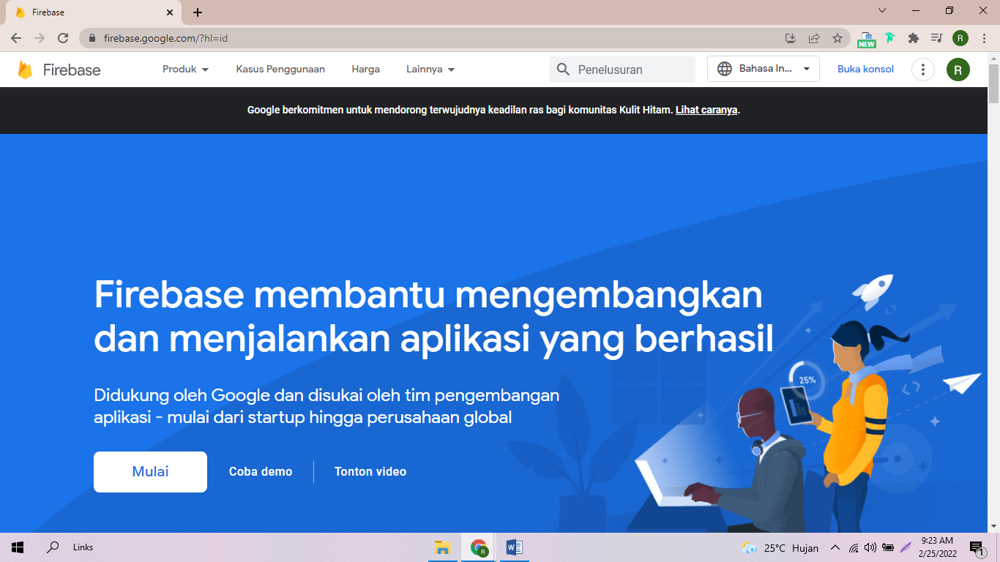 Firebase
firebase.google.com/?hl=id
NEW
R
Firebase
Produk
Kasus Penggunaan
Harga
Lainnya
Penelusuran
Bahasa In...
Buka konsol
R
Google berkomitmen untuk mendorong terwujudnya keadilan ras bagi komunitas Kulit Hitam. Lihat caranya.
Firebase membantu mengembangkan
dan menjalankan aplikasi yang berhasil
25%
Didukung oleh Google dan disukai oleh tim pengembangan
aplikasi - mulai dari startup hingga perusahaan global
Mulai
Coba demo
Tonton video
Links
R
W
25°C Hujan
9:23 AM
2/25/2022
1